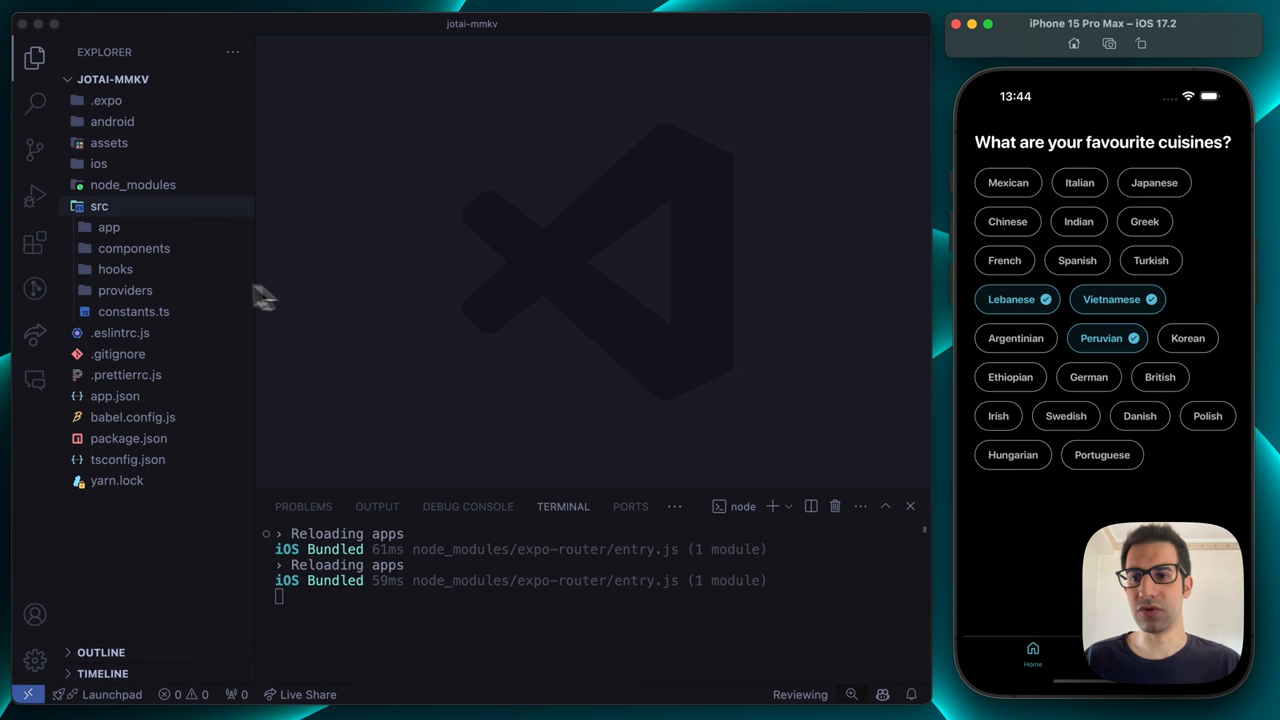 jotai-mmkv
EXPLORER
JOTAI-MMKV
.expo
android
assets
ios
node_modules
src
app
components
hooks
providers
constants.ts
.eslintrc.js
.gitignore
.prettierrc.js
app.json
babel.config.js
package.json
tsconfig.json
yarn.lock
OUTLINE
TIMELINE
PROBLEMS OUTPUT DEBUG CONSOLE TERMINAL PORTS node
› Reloading apps
iOS Bundled 61ms node_modules/expo-router/entry.js (1 module)
› Reloading apps
iOS Bundled 59ms node_modules/expo-router/entry.js (1 module)
Launchpad 0 0 0 Live Share Reviewing
iPhone 15 Pro Max – iOS 17.2
13:44
What are your favourite cuisines?
Mexican Italian Japanese
Chinese Indian Greek
French Spanish Turkish
Lebanese Vietnamese
Argentinian Peruvian Korean
Ethiopian German British
Irish Swedish Danish Polish
Hungarian Portuguese
Home